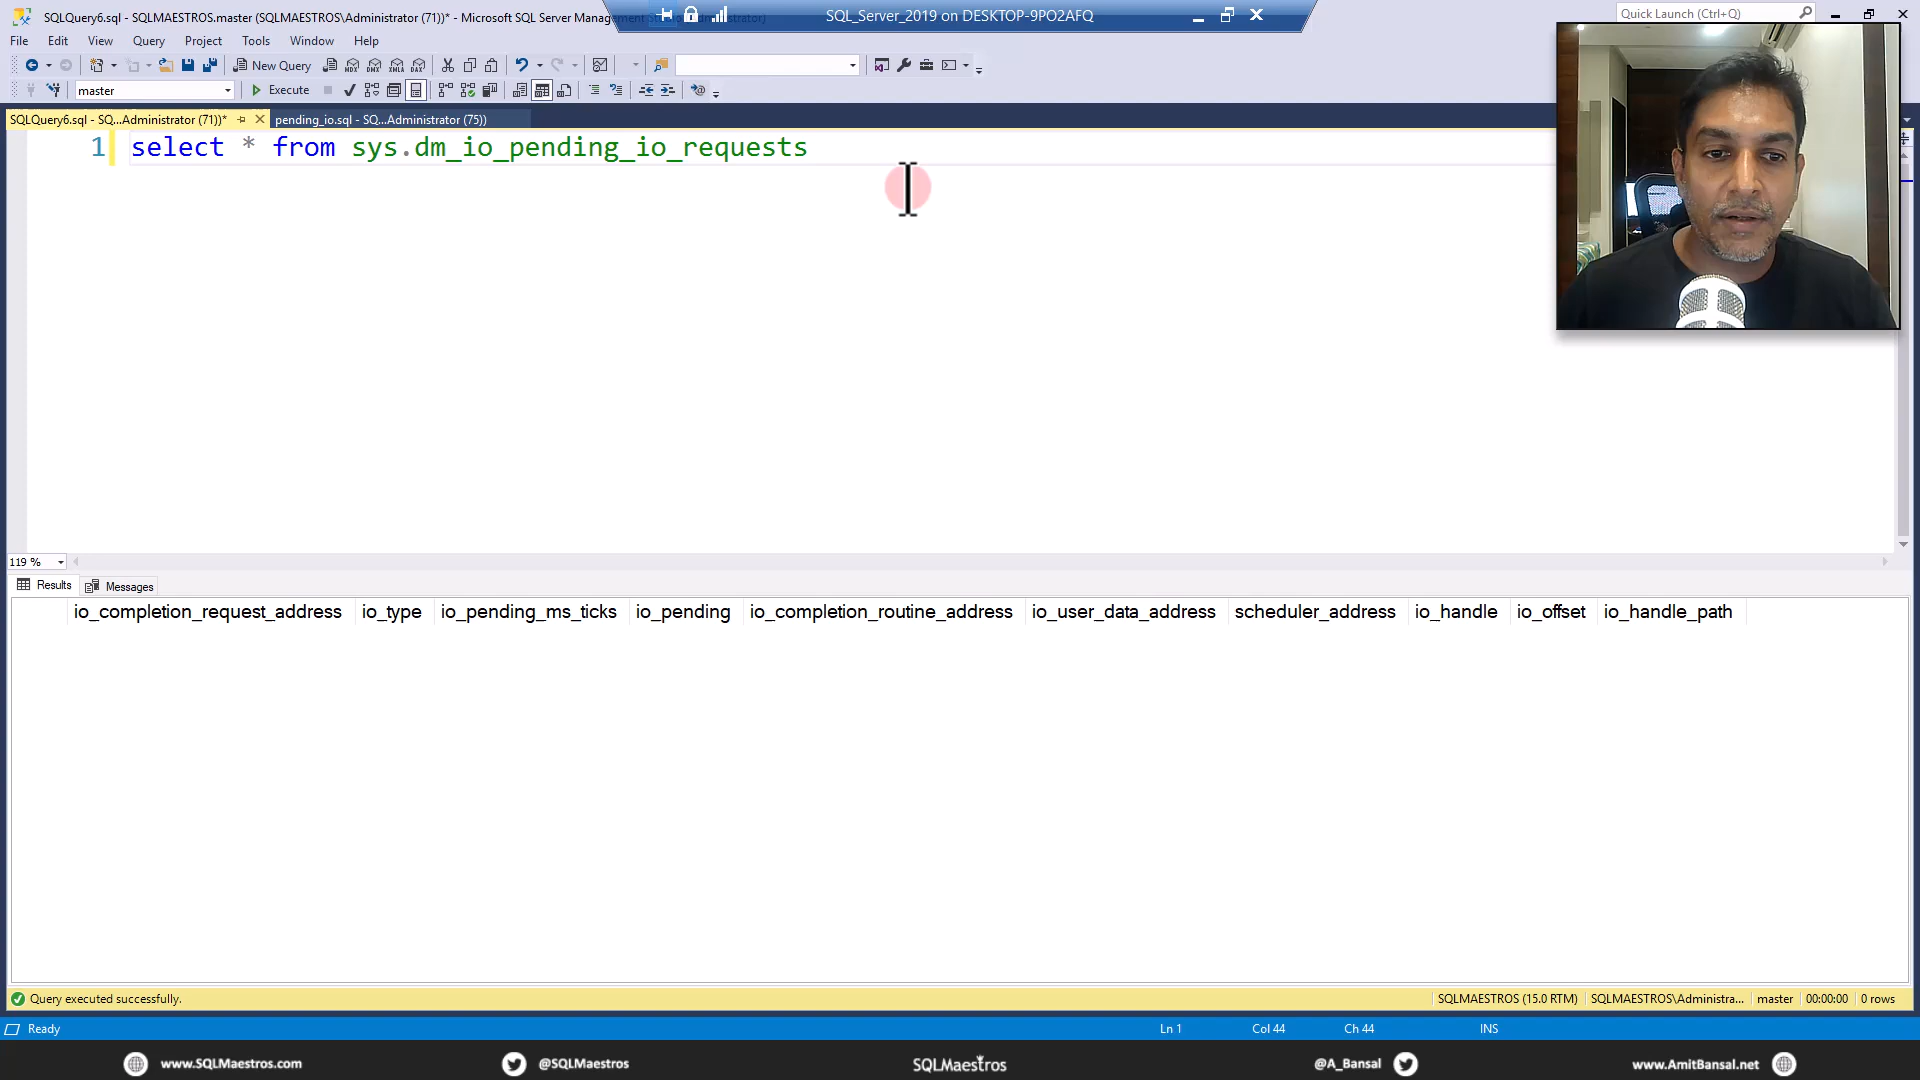 SQLQuery6.sql - SQLMAESTROS.master (SQLMAESTROS\Administrator (71))* - Microsoft SQL Server Management
SQL_Server_2019 on DESKTOP-9PO2AFQ
Quick Launch (Ctrl+Q)
File Edit View Query Project Tools Window Help
New Query
master Execute
SQLQuery6.sql - SQ...Administrator (71))* pending_io.sql - SQ...Administrator (75))
1 select * from sys.dm_io_pending_io_requests
119 %
Results Messages
io_completion_request_address io_type io_pending_ms_ticks io_pending io_completion_routine_address io_user_data_address scheduler_address io_handle io_offset io_handle_path
Query executed successfully. SQLMAESTROS (15.0 RTM) SQLMAESTROS\Administra... master 00:00:00 0 rows
Ready Ln 1 Col 44 Ch 44 INS
www.SQLMaestros.com @SQLMaestros SQLMaestros @A_Bansal www.AmitBansal.net